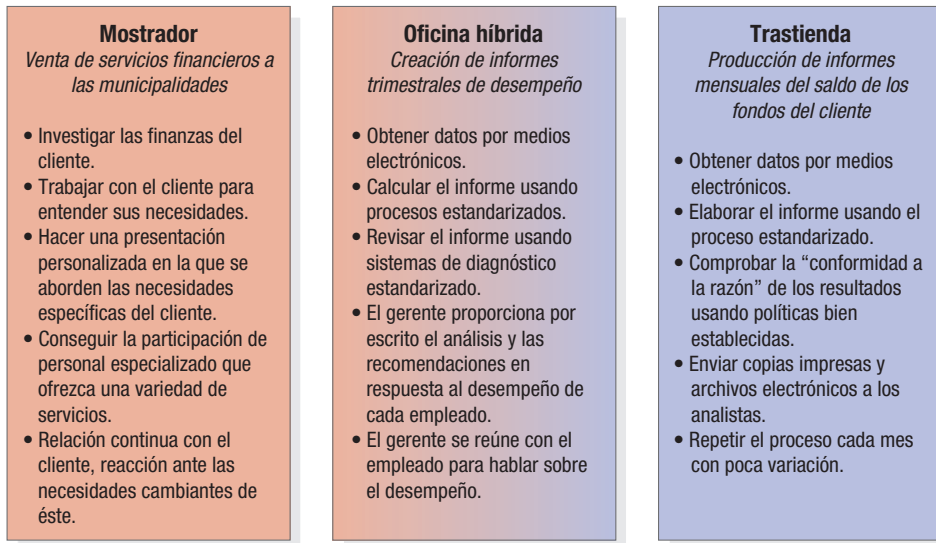 Mostrador
Venta de servicios financieros a
las municipalidades
• Investigar las finanzas del
cliente.
• Trabajar con el cliente para
entender sus necesidades.
• Hacer una presentación
personalizada en la que se
aborden las necesidades
específicas del cliente.
• Conseguir la participación de
personal especializado que
ofrezca una variedad de
servicios.
• Relación continua con el
cliente, reacción ante las
necesidades cambiantes de
éste.
Oficina híbrida
Creación de informes
trimestrales de desempeño
• Obtener datos por medios
electrónicos.
• Calcular el informe usando
procesos estandarizados.
• Revisar el informe usando
sistemas de diagnóstico
estandarizado.
• El gerente proporciona por
escrito el análisis y las
recomendaciones en
respuesta al desempeño de
cada empleado.
• El gerente se reúne con el
empleado para hablar sobre
el desempeño.
Trastienda
Producción de informes
mensuales del saldo de los
fondos del cliente
• Obtener datos por medios
electrónicos.
• Elaborar el informe usando el
proceso estandarizado.
• Comprobar la “conformidad a
la razón” de los resultados
usando políticas bien
establecidas.
• Enviar copias impresas y
archivos electrónicos a los
analistas.
• Repetir el proceso cada mes
con poca variación.